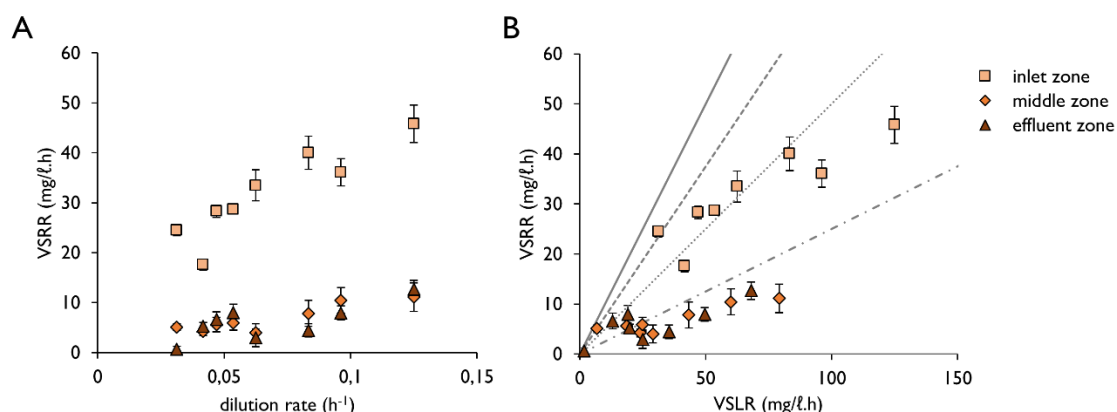 A
VSRR (mg/ℓ.h)
60
50
40
30
20
10
0
0
0,05
0,1
0,15
dilution rate (h⁻¹)
B
VSRR (mg/ℓ.h)
60
50
40
30
20
10
0
0
50
100
150
VSLR (mg/ℓ.h)
inlet zone
middle zone
effluent zone